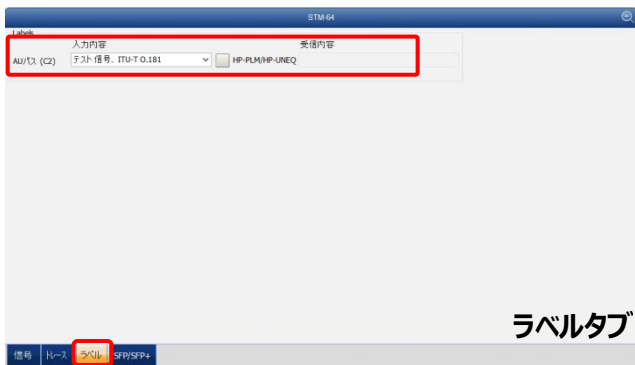 STM-64
Labels
入力内容 受信内容
AU/パス (C2) テスト信号、ITU-T O.181 HP-PLM/HP-UNEQ
ラベルタブ
信号 トレース ラベル SFP/SFP+